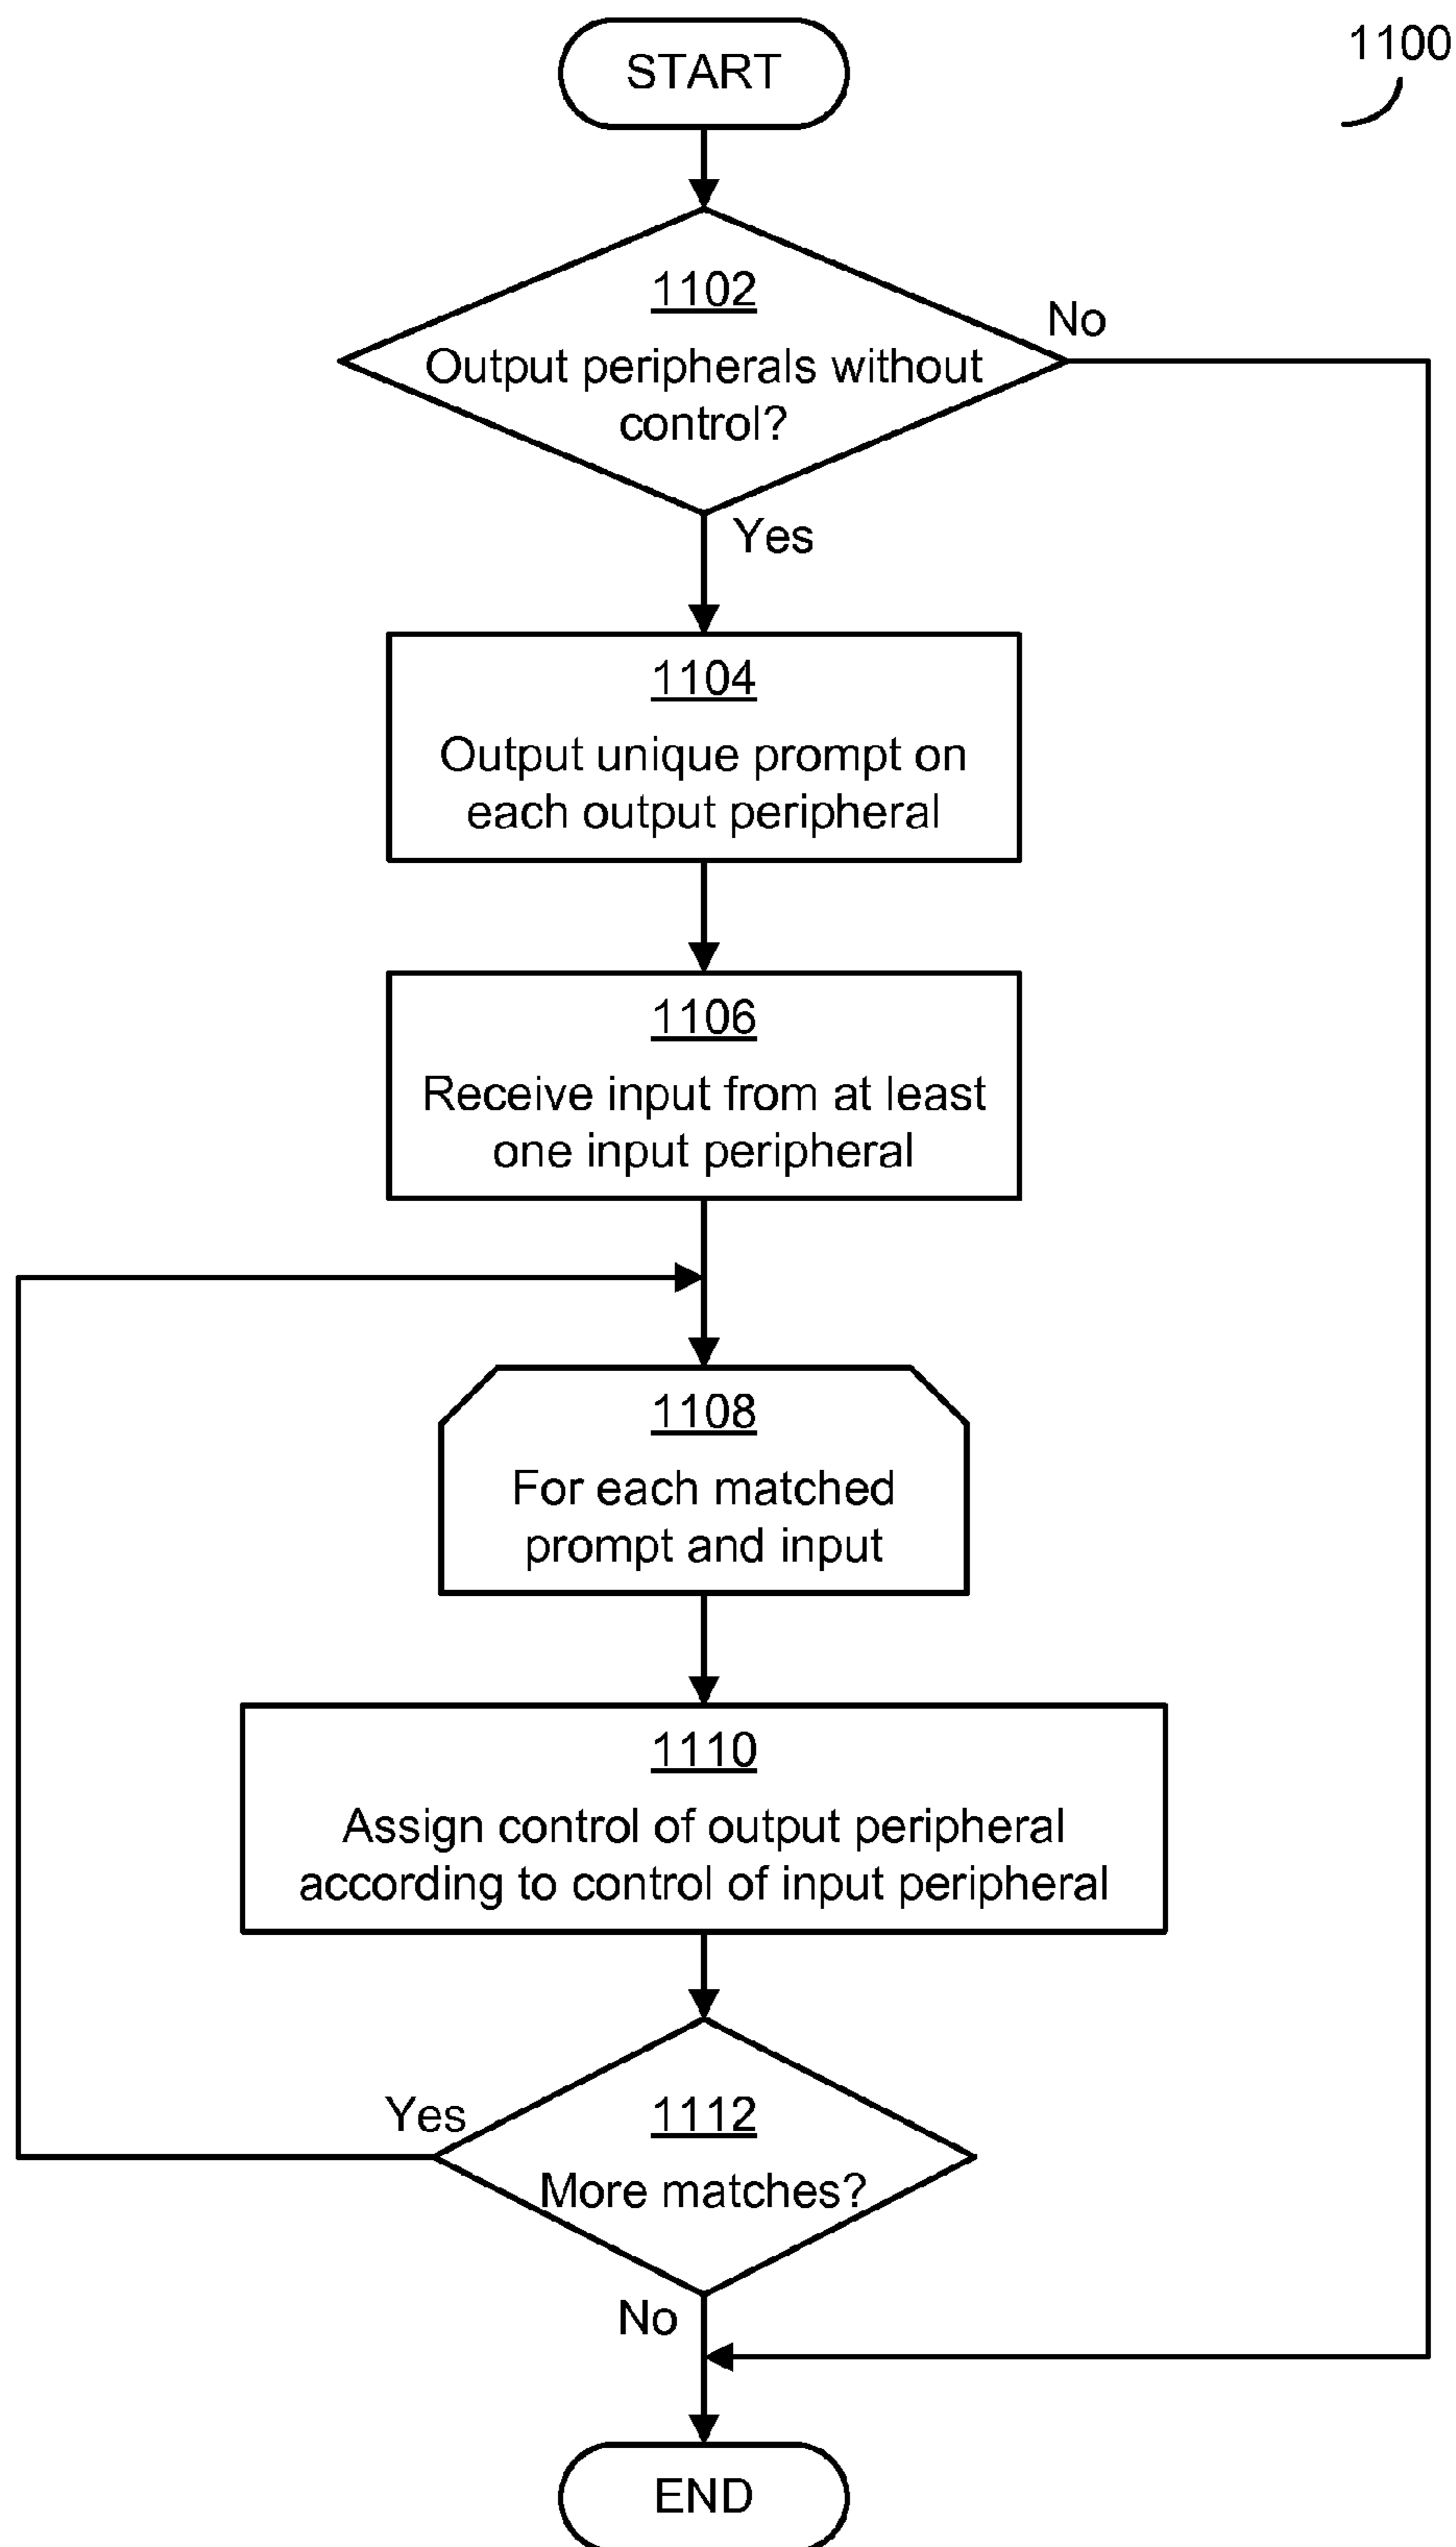 START
1100
1102
No
Output peripherals without
control?
Yes
1104
Output unique prompt on
each output peripheral
1106
Receive input from at least
one input peripheral
1108
For each matched
prompt and input
1110
Assign control of output peripheral
according to control of input peripheral
Yes
1112
More matches?
No
END